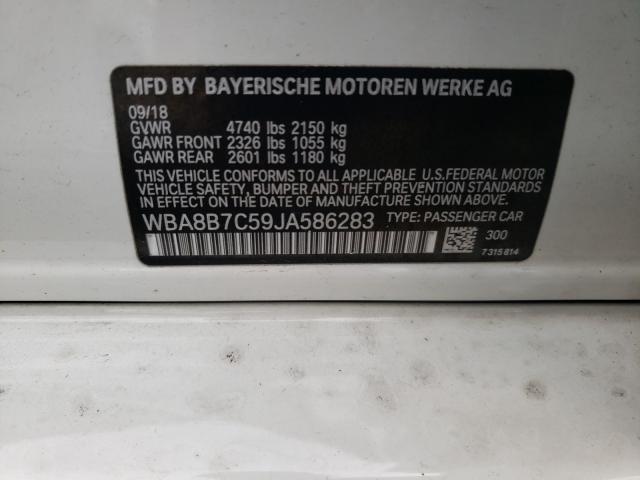 MFD BY BAYERISCHE MOTOREN WERKE AG
09/18
GVWR 4740 lbs 2150 kg
GAWR FRONT 2326 lbs 1055 kg
GAWR REAR 2601 lbs 1180 kg
THIS VEHICLE CONFORMS TO ALL APPLICABLE U.S.FEDERAL MOTOR
VEHICLE SAFETY, BUMPER AND THEFT PREVENTION STANDARDS
IN EFFECT ON THE DATE OF MANUFACTURE SHOWN ABOVE.
WBA8B7C59JA586283 TYPE: PASSENGER CAR
300
7315814